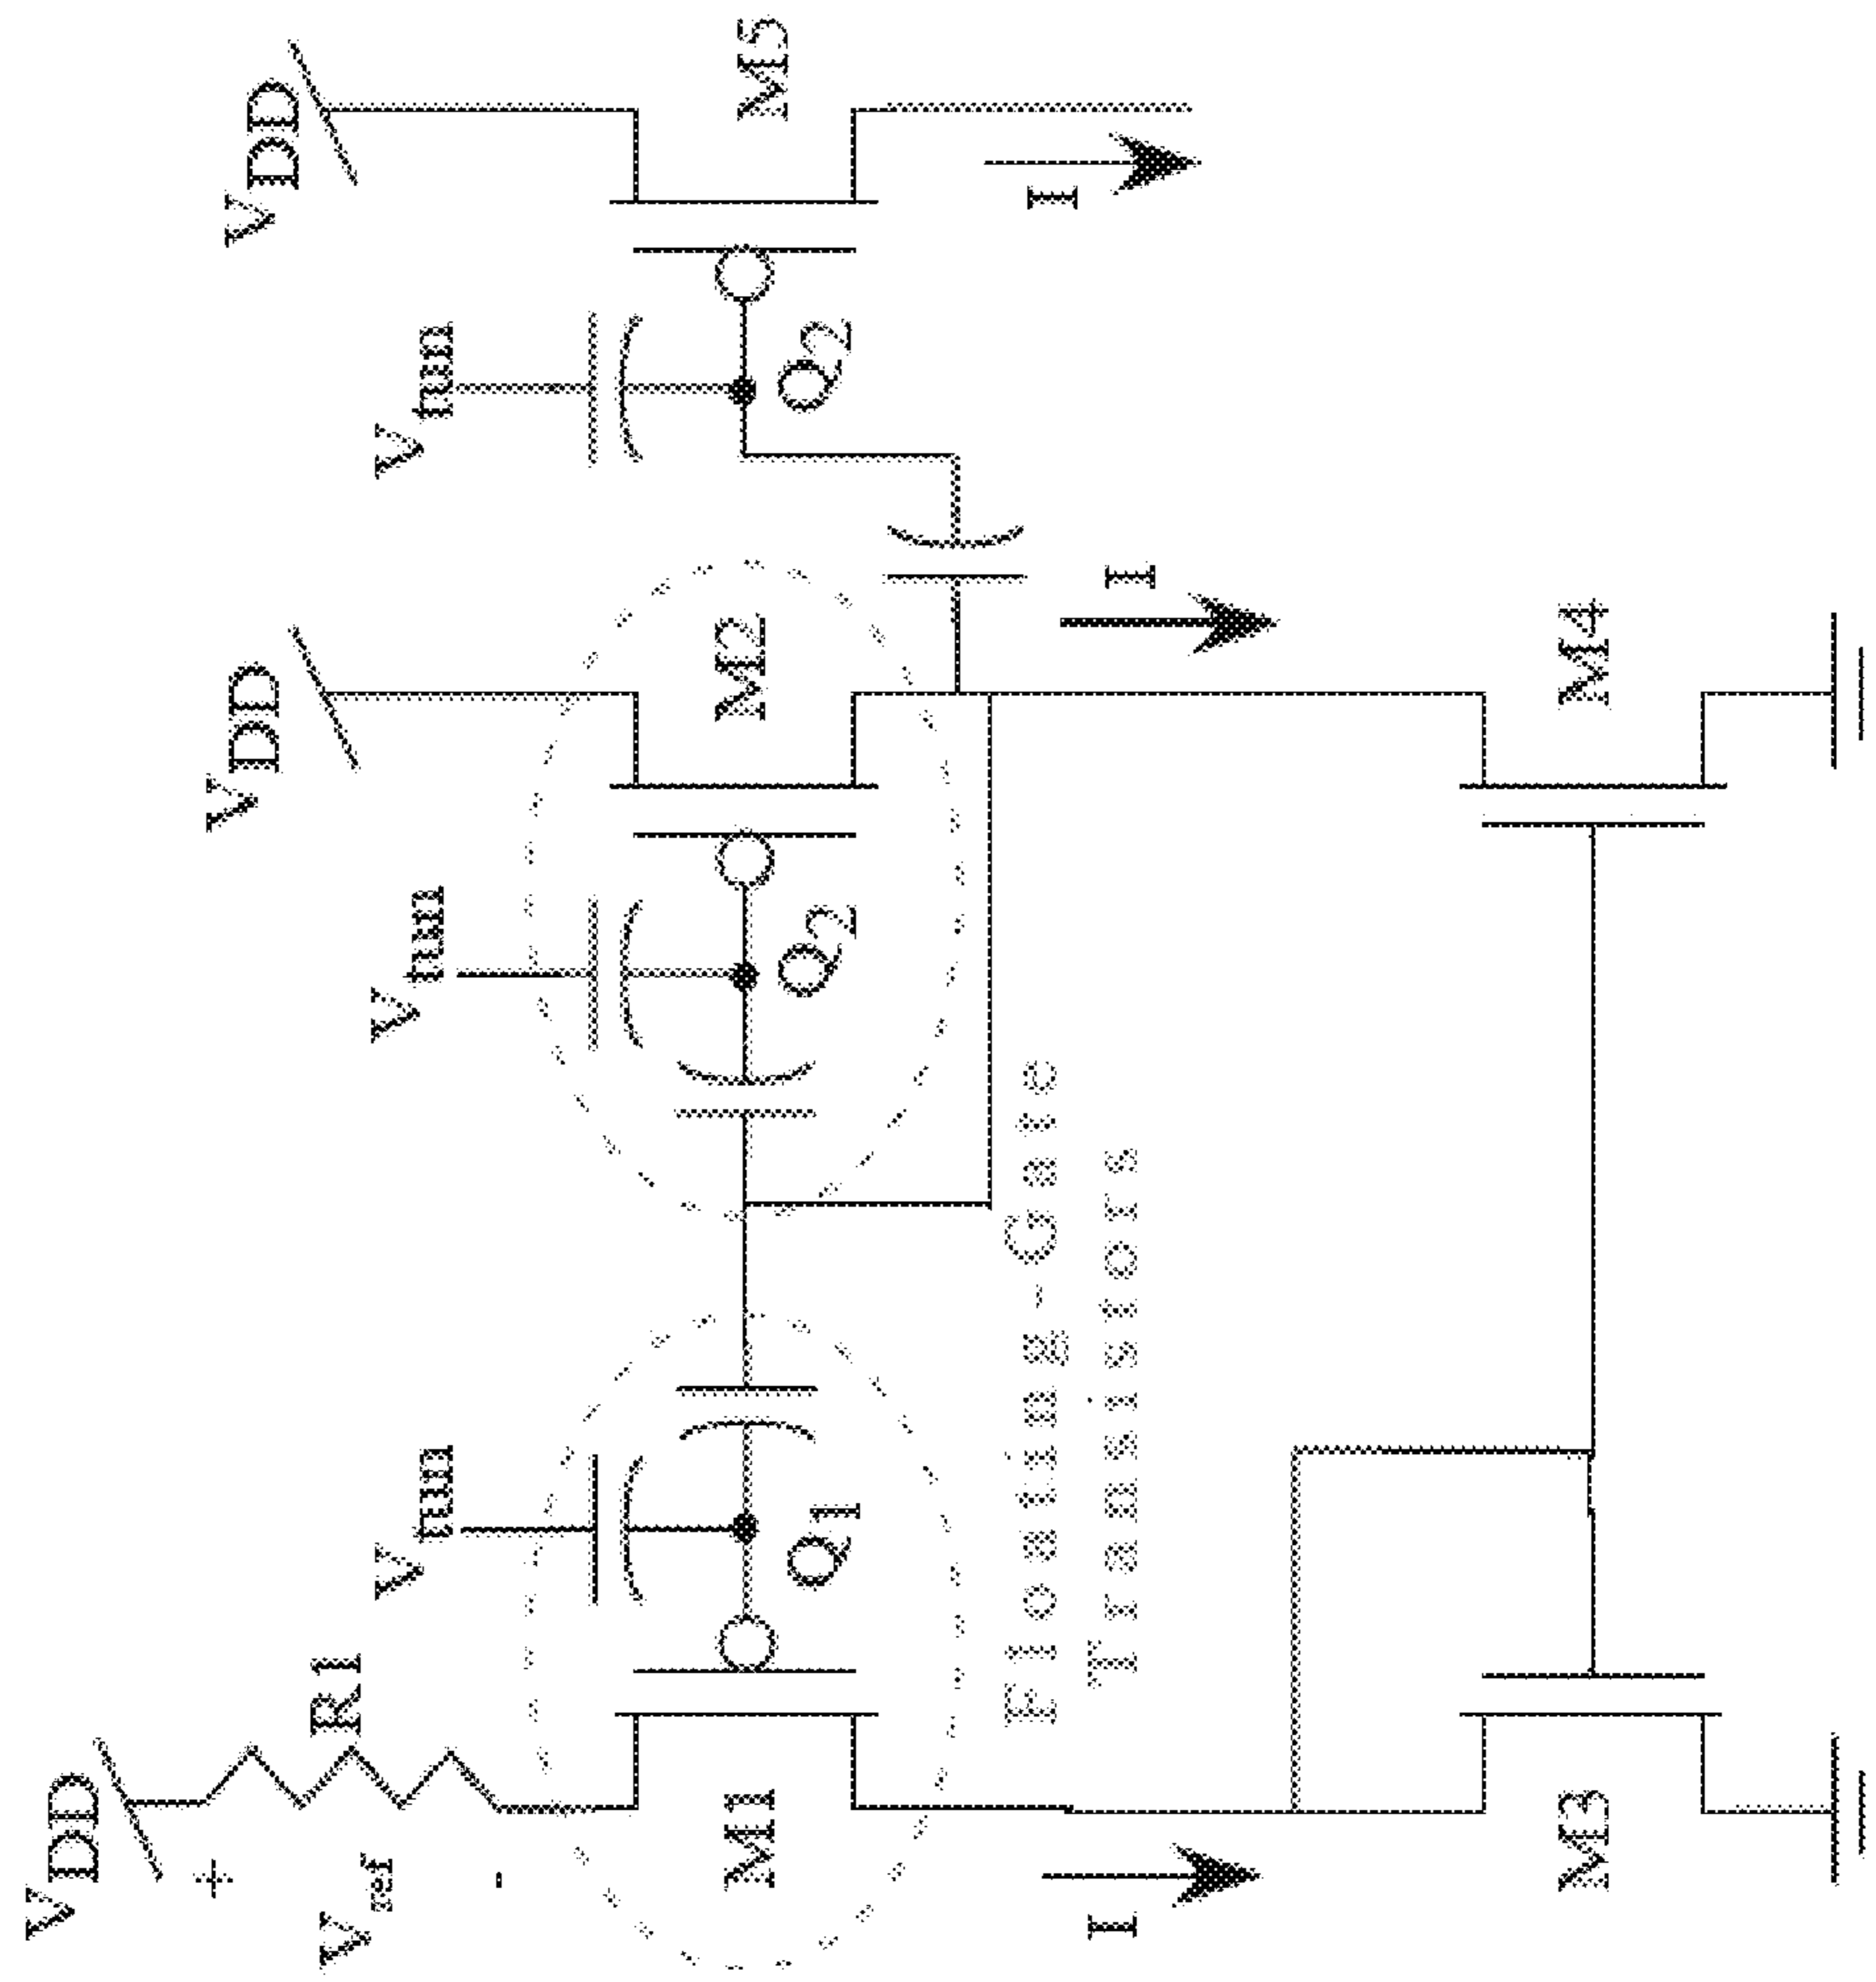 VDD
+
Vref
-
R1
Vtun
Q1
M1
I
M3
Floating-Gate
Transistors
VDD
Vtun
Q2
M2
I
M4
VDD
Vtun
Q2
M5
I